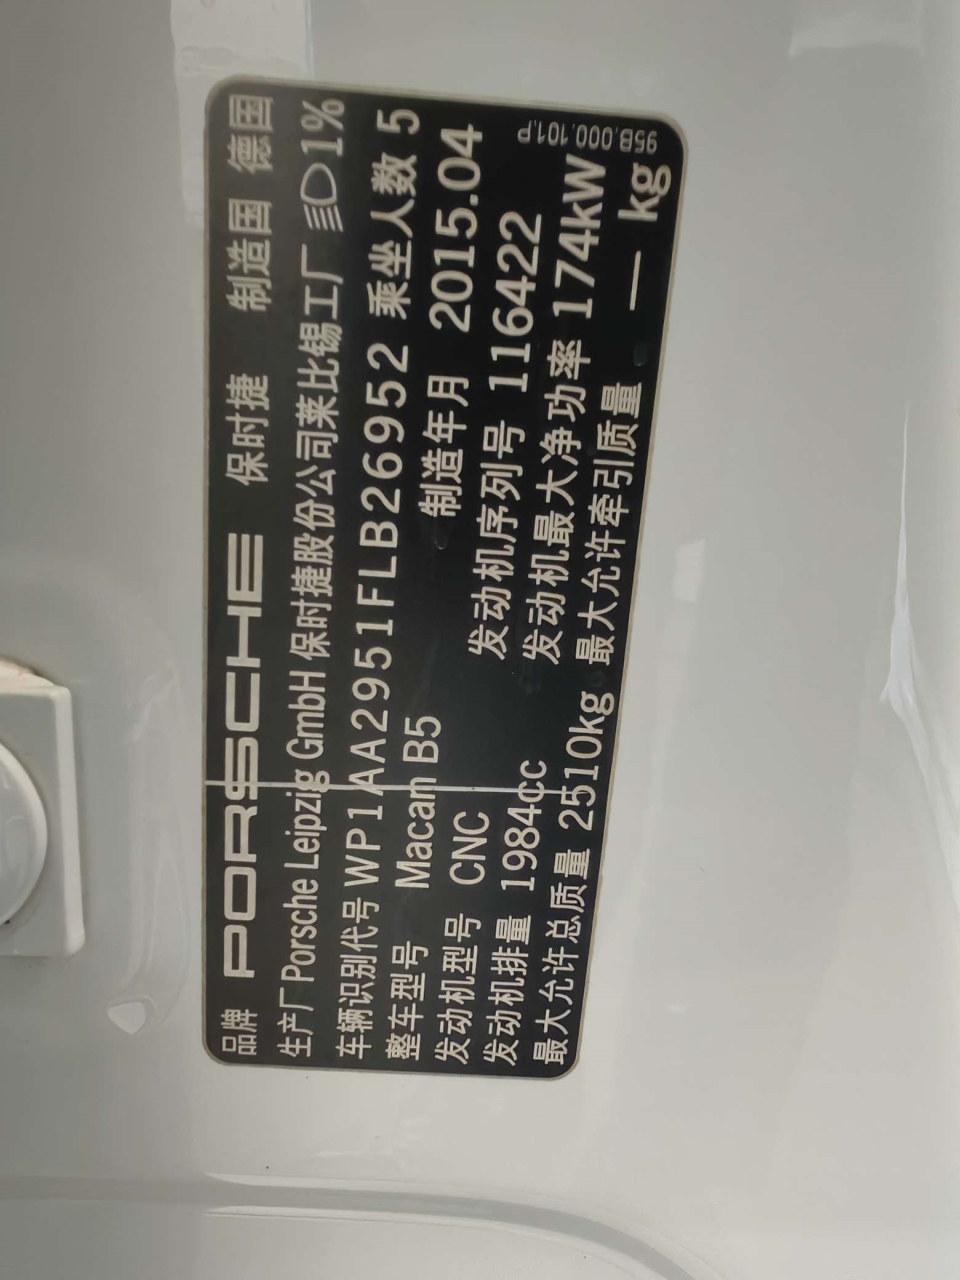 品牌 PORSCHE 保时捷 制造国 德国
生产厂 Porsche Leipzig GmbH 保时捷股份公司莱比锡工厂 1%
车辆识别代号 WP1AA2951FLB26952 乘坐人数 5
整车型号 Macan B5 制造年月 2015.04
发动机型号 CNC 发动机序列号 116422
发动机排量 1984cc 发动机最大净功率 174kW
最大允许总质量 2510kg 最大允许牵引质量 — kg
95B.000.101.P